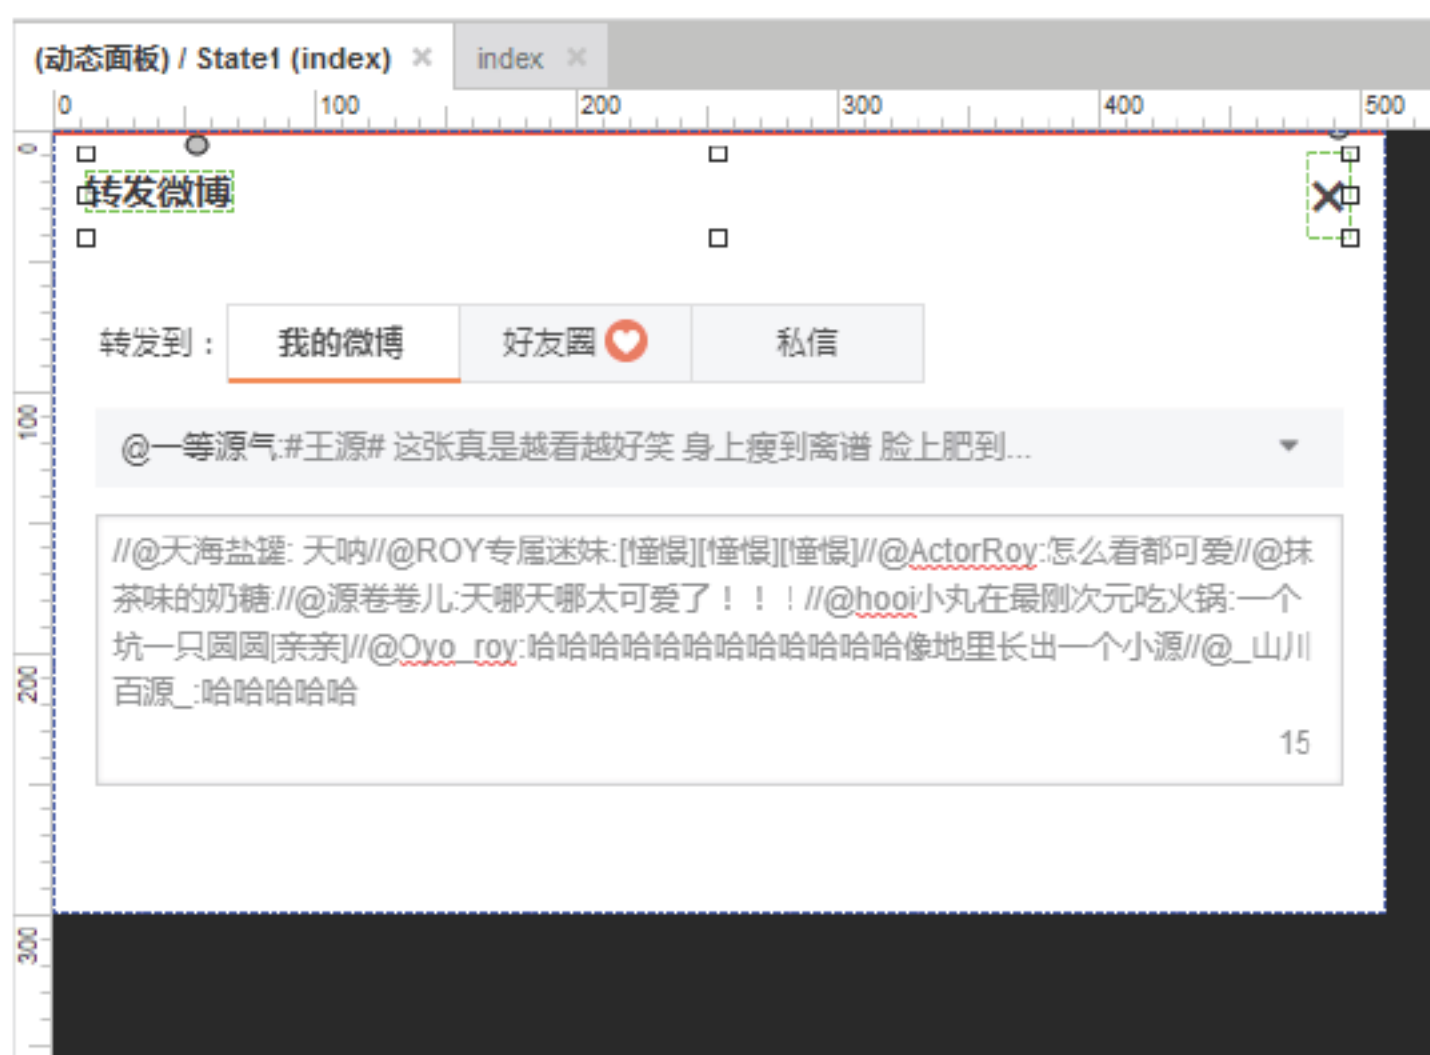 (动态面板) / State1 (index) index
0 100 200 300 400 500
0
转发微博
转发到： 我的微博 好友圈 私信
100
@一等源气:#王源# 这张真是越看越好笑 身上瘦到离谱 脸上肥到...
//@天海盐罐: 天呐//@ROY专属迷妹:[憧憬][憧憬][憧憬]//@ActorRoy:怎么看都可爱//@抹
茶味的奶糖://@源卷卷儿:天哪天哪太可爱了！！！//@hooi小丸在最刚次元吃火锅:一个
坑一只圆圆[亲亲]//@Oyo_roy:哈哈哈哈哈哈哈哈哈哈哈哈像地里长出一个小源//@_山川
200
百源_:哈哈哈哈哈
15
300